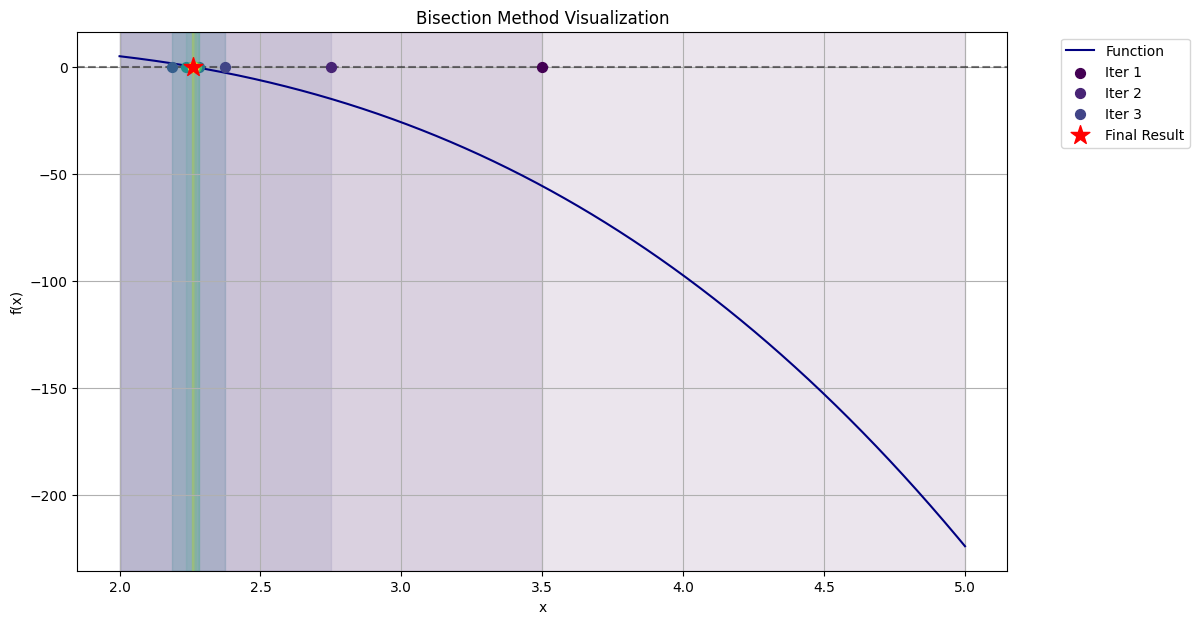 Bisection Method Visualization
f(x)
0
−50
−100
−150
−200
2.0
2.5
3.0
3.5
4.0
4.5
5.0
x
Function
Iter 1
Iter 2
Iter 3
Final Result